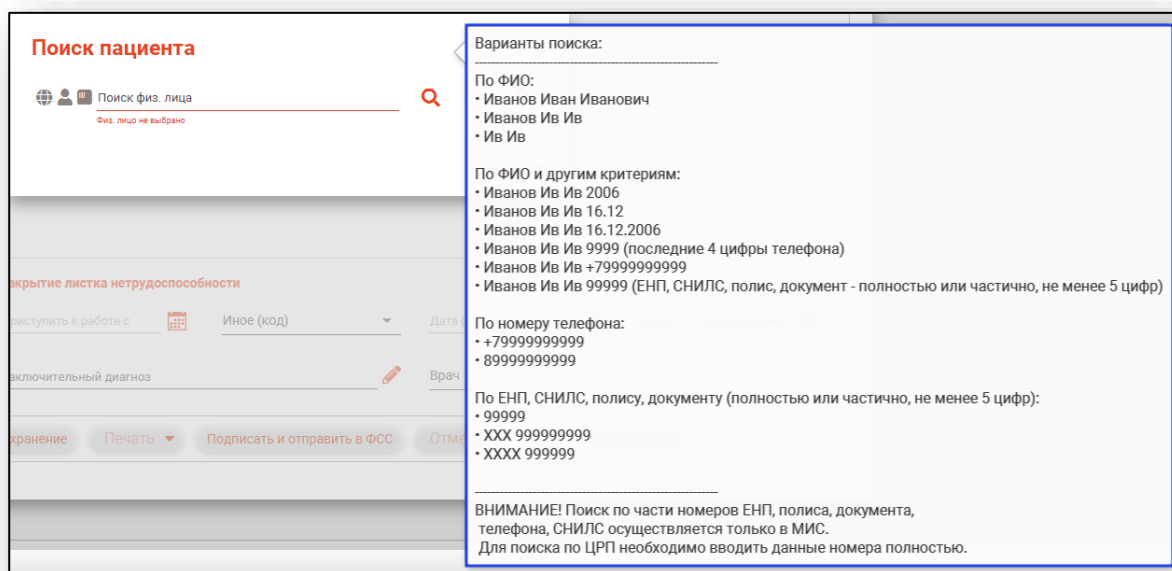 Поиск пациента
Поиск физ. лица
Физ. лицо не выбрано
Варианты поиска:
------------------------------------------------------------
По ФИО:
• Иванов Иван Иванович
• Иванов Ив Ив
• Ив Ив
По ФИО и другим критериям:
• Иванов Ив Ив 2006
• Иванов Ив Ив 16.12
• Иванов Ив Ив 16.12.2006
• Иванов Ив Ив 9999 (последние 4 цифры телефона)
• Иванов Ив Ив +79999999999
• Иванов Ив Ив 99999 (ЕНП, СНИЛС, полис, документ - полностью или частично, не менее 5 цифр)
По номеру телефона:
• +79999999999
• 89999999999
По ЕНП, СНИЛС, полису, документу (полностью или частично, не менее 5 цифр):
• 99999
• XXX 999999999
• XXXX 999999
------------------------------------------------------------
ВНИМАНИЕ! Поиск по части номеров ЕНП, полиса, документа,
телефона, СНИЛС осуществляется только в МИС.
Для поиска по ЦРП необходимо вводить данные номера полностью.
акрытие листка нетрудоспособности
риступить к работе с
Иное (код)
Дата (
аключительный диагноз
Врач
хранение
Печать
Подписать и отправить в ФСС
Отме